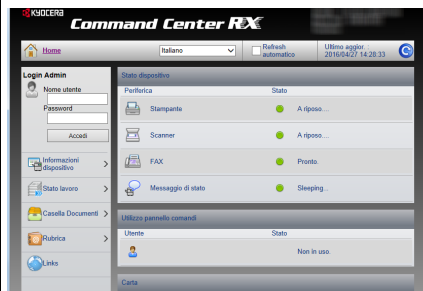 KYOCERA
Command Center RX
Home
Italiano
Refresh automatico
Ultimo aggior. :
2016/04/27 14:28:33
Login Admin
Nome utente
Password
Accedi
Informazioni dispositivo
Stato lavoro
Casella Documenti
Rubrica
Links
Stato dispositivo
Periferica Stato
Stampante A riposo....
Scanner A riposo....
FAX Pronto.
Messaggio di stato Sleeping...
Utilizzo pannello comandi
Utente Stato
Non in uso.
Carta